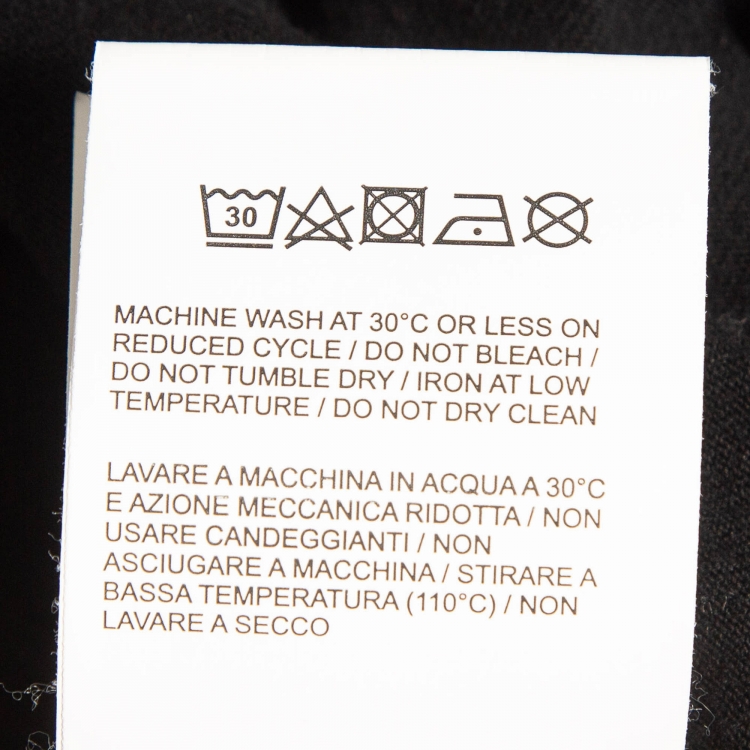 30
MACHINE WASH AT 30°C OR LESS ON
REDUCED CYCLE / DO NOT BLEACH /
DO NOT TUMBLE DRY / IRON AT LOW
TEMPERATURE / DO NOT DRY CLEAN
LAVARE A MACCHINA IN ACQUA A 30°C
E AZIONE MECCANICA RIDOTTA / NON
USARE CANDEGGIANTI / NON
ASCIUGARE A MACCHINA / STIRARE A
BASSA TEMPERATURA (110°C) / NON
LAVARE A SECCO